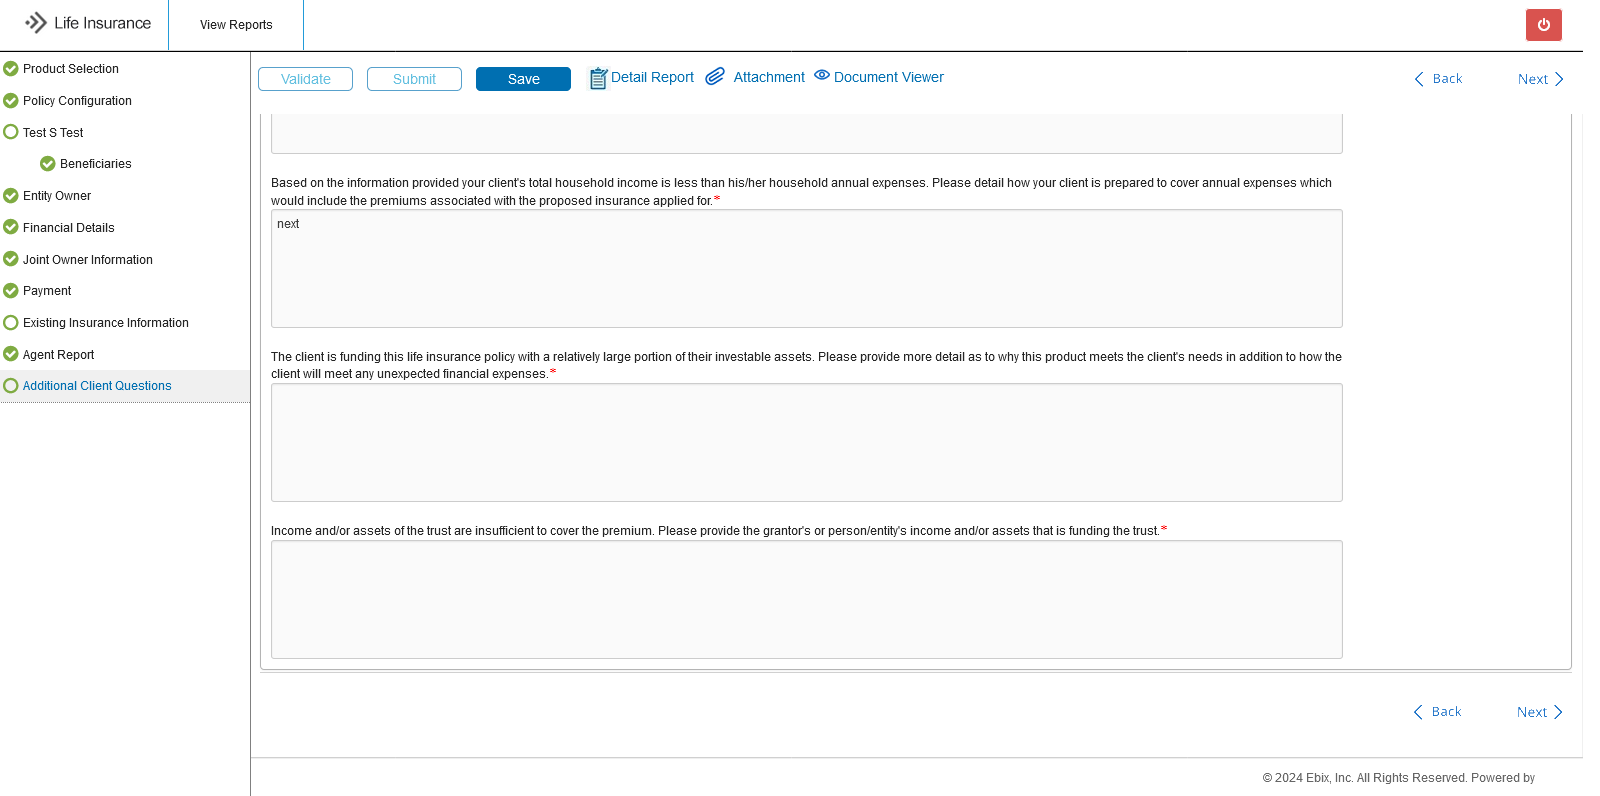 Life Insurance
View Reports
Product Selection
Policy Configuration
Test S Test
Beneficiaries
Entity Owner
Financial Details
Joint Owner Information
Payment
Existing Insurance Information
Agent Report
Additional Client Questions
Validate
Submit
Save
Detail Report
Attachment
Document Viewer
Back
Next
Based on the information provided your client's total household income is less than his/her household annual expenses. Please detail how your client is prepared to cover annual expenses which
would include the premiums associated with the proposed insurance applied for.*
next
The client is funding this life insurance policy with a relatively large portion of their investable assets. Please provide more detail as to why this product meets the client's needs in addition to how the
client will meet any unexpected financial expenses.*
Income and/or assets of the trust are insufficient to cover the premium. Please provide the grantor's or person/entity's income and/or assets that is funding the trust.*
Back
Next
© 2024 Ebix, Inc. All Rights Reserved. Powered by